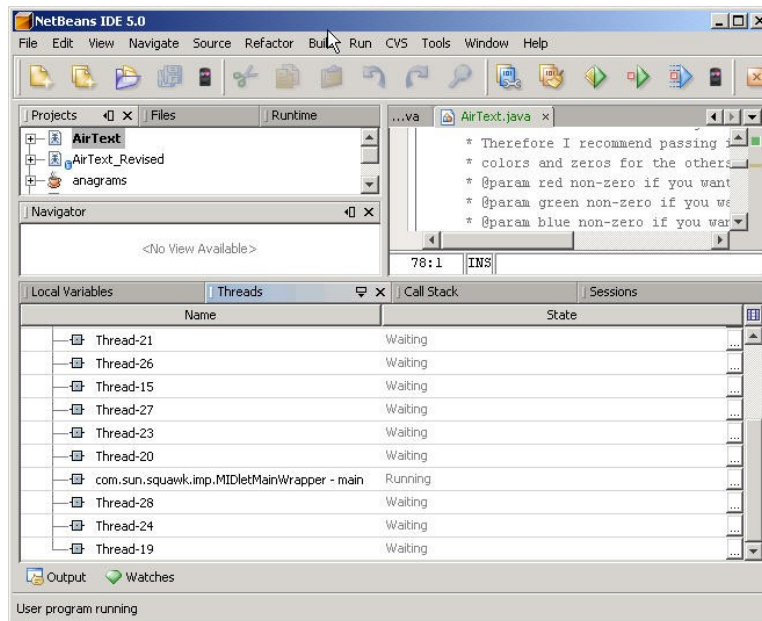 NetBeans IDE 5.0
File Edit View Navigate Source Refactor Build Run CVS Tools Window Help
Projects Files Runtime
AirText
AirText_Revised
anagrams
Navigator
<No View Available>
...va AirText.java
* Therefore I recommend passing
* colors and zeros for the others
* @param red non-zero if you want
* @param green non-zero if you
* @param blue non-zero if you
78:1 INS
Local Variables Threads Call Stack Sessions
Name State
Thread-21 Waiting
Thread-26 Waiting
Thread-15 Waiting
Thread-27 Waiting
Thread-23 Waiting
Thread-20 Waiting
com.sun.squawk.imp.MIDletMainWrapper - main Running
Thread-28 Waiting
Thread-24 Waiting
Thread-19 Waiting
Output Watches
User program running